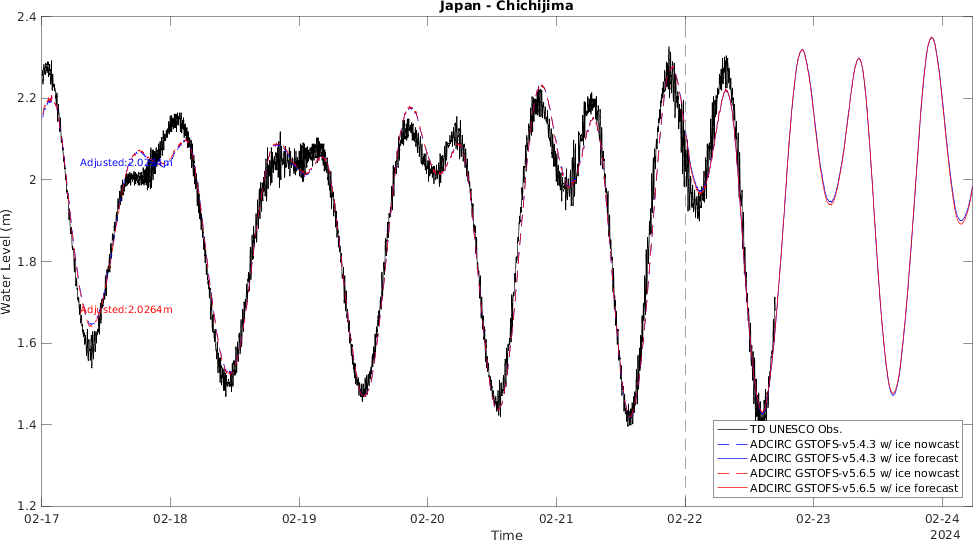 Japan - Chichijima
2.4
2.2
2
1.8
1.6
1.4
1.2
Water Level (m)
Adjusted:2.0264m
TD UNESCO Obs.
ADCIRC GSTOFS-v5.4.3 w/ ice nowcast
ADCIRC GSTOFS-v5.4.3 w/ ice forecast
ADCIRC GSTOFS-v5.6.5 w/ ice nowcast
ADCIRC GSTOFS-v5.6.5 w/ ice forecast
02-17 02-18 02-19 02-20 02-21 02-22 02-23 02-24
2024
Time